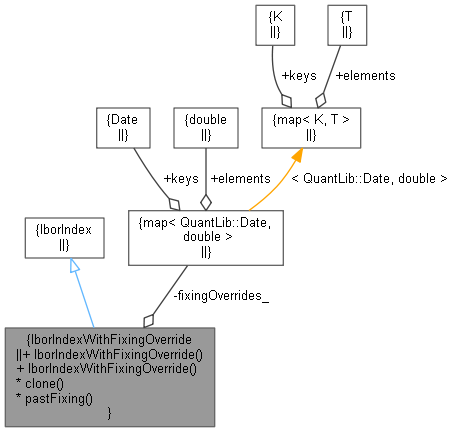 {K
||}
{T
||}
+keys
+elements
{Date
||}
{double
||}
{map< K, T >
||}
+keys
+elements
< QuantLib::Date, double >
{IborIndex
||}
{map< QuantLib::Date,
double >
||}
-fixingOverrides_
{IborIndexWithFixingOverride
||+ IborIndexWithFixingOverride()
+ IborIndexWithFixingOverride()
* clone()
* pastFixing()
}